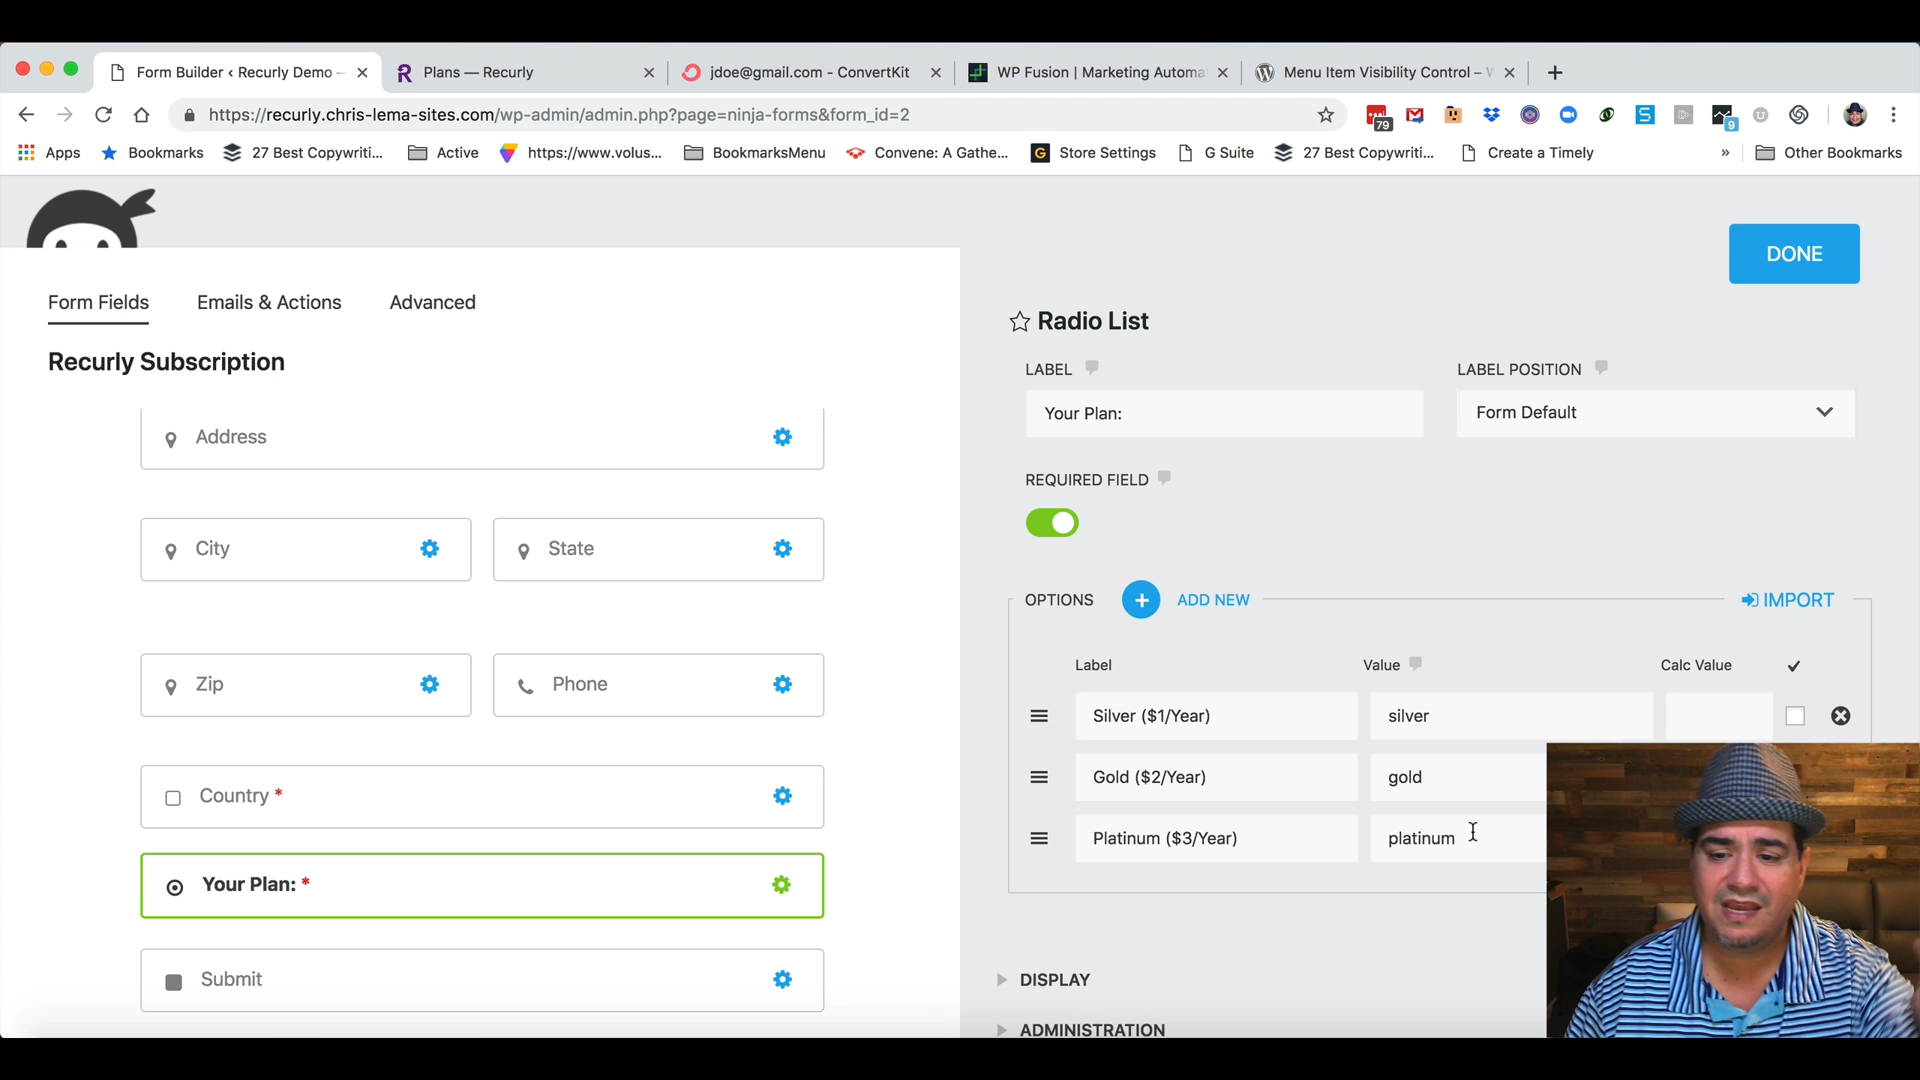 Form Builder ‹ Recurly Demo –
Plans — Recurly
jdoe@gmail.com - ConvertKit
WP Fusion | Marketing Automa
Menu Item Visibility Control – W
https://recurly.chris-lema-sites.com/wp-admin/admin.php?page=ninja-forms&form_id=2
79
9
Apps
Bookmarks
27 Best Copywriti...
Active
https://www.volus...
BookmarksMenu
Convene: A Gathe...
Store Settings
G Suite
27 Best Copywriti...
Create a Timely
»
Other Bookmarks
DONE
Form Fields
Emails & Actions
Advanced
Recurly Subscription
Address
City
State
Zip
Phone
Country *
Your Plan: *
Submit
Radio List
LABEL
LABEL POSITION
Your Plan:
Form Default
REQUIRED FIELD
OPTIONS
ADD NEW
IMPORT
Label
Value
Calc Value
Silver ($1/Year)
silver
Gold ($2/Year)
gold
Platinum ($3/Year)
platinum
DISPLAY
ADMINISTRATION